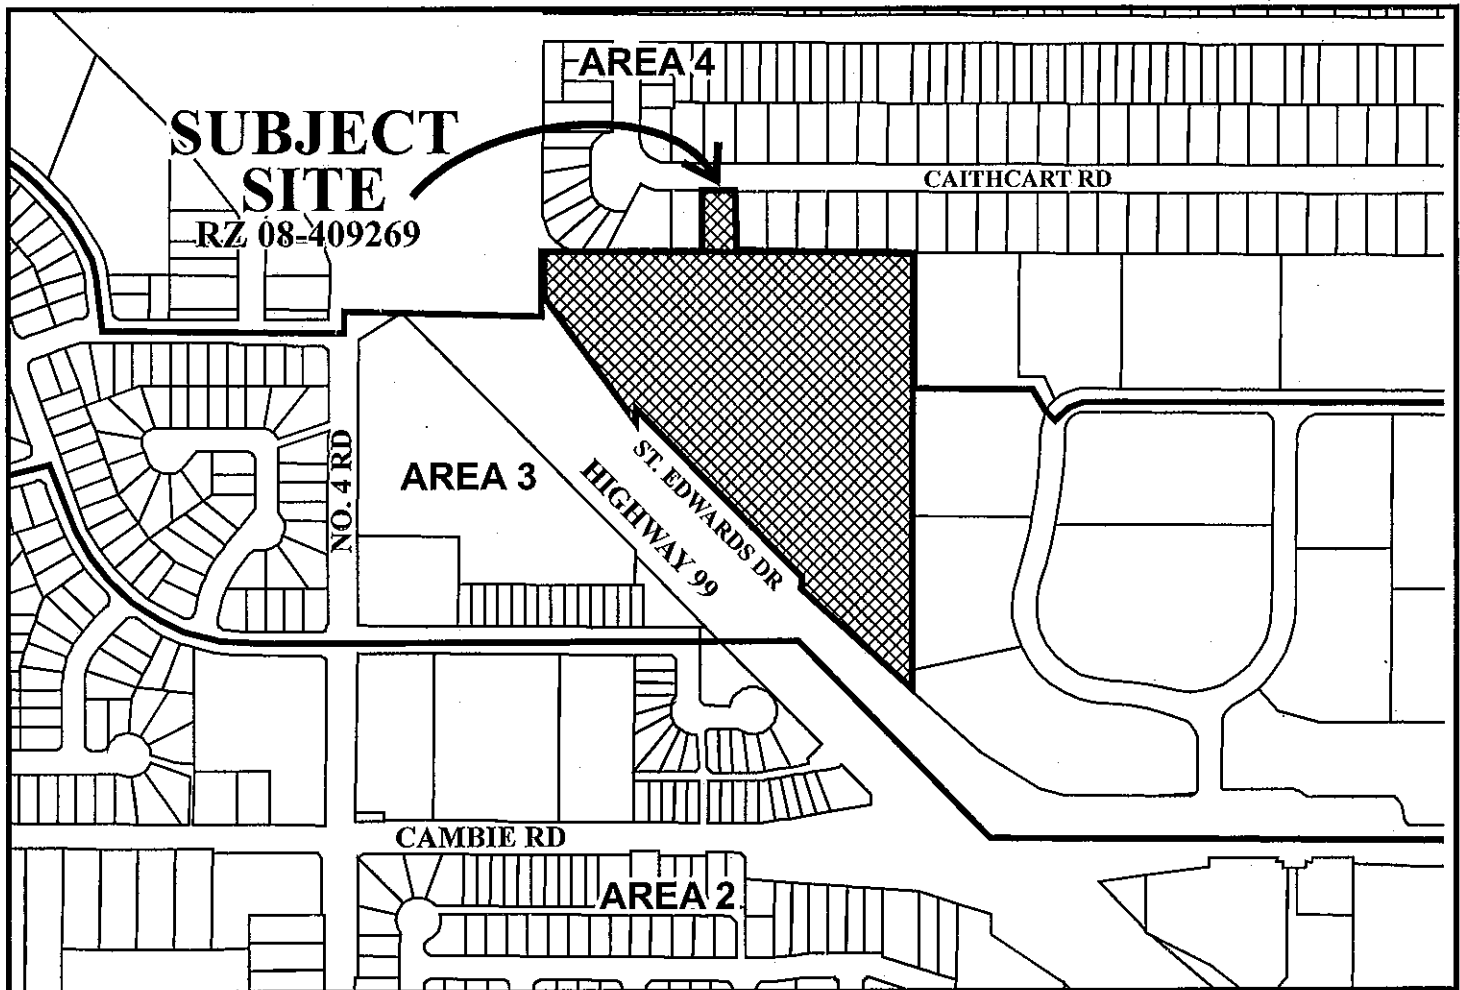 AREA 4
SUBJECT
SITE
RZ 08-409269
CAITHCART RD
NO. 4 RD
AREA 3
ST. EDWARDS DR
HIGHWAY 99
CAMBIE RD
AREA 2